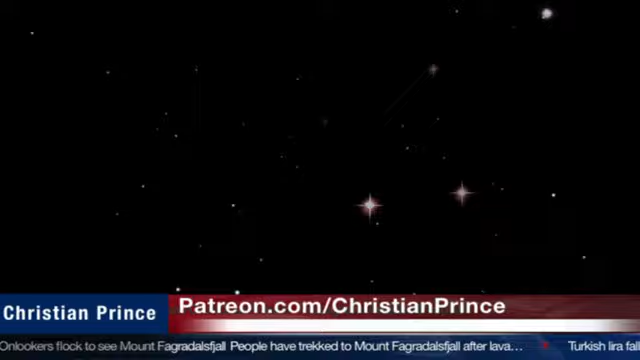 Christian Prince
Patreon.com/ChristianPrince
Onlookers flock to see Mount Fagradalsfjall People have trekked to Mount Fagradalsfjall after lava… Turkish lira fal